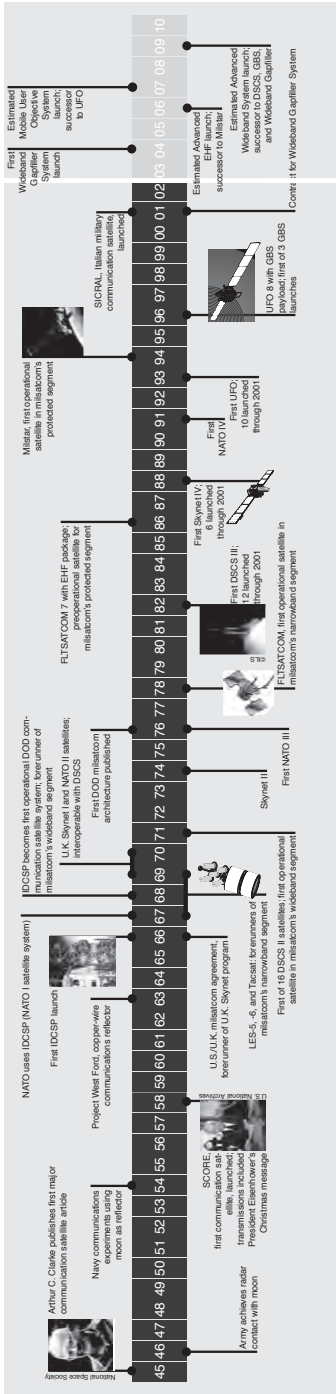 National Space Society
Arthur C. Clarke publishes first major
communication satellite article
Navy communications
experiments using
moon as reflector
Project West Ford, copper-wire
communications reflector
First IDCSP launch
NATO uses IDCSP (NATO I satellite system)
IDCSP becomes first operational DOD com-
munication satellite system; forerunner of
milsatcom's wideband segment
U.K. Skynet I and NATO II satellites;
interoperable with DSCS
First DOD milsatcom
architecture published
FLTSATCOM 7 with EHF package;
preoperational satellite for
milsatcom's protected segment
Milstar, first operational
satellite in milsatcom's
protected segment
SICRAL, Italian military
communication satellite,
launched
First
Wideband
Gapfiller
System
launch
Estimated
Mobile User
Objective
System
launch;
successor
to UFO
45 46 47 48 49 50 51 52 53 54 55 56 57 58 59 60 61 62 63 64 65 66 67 68 69 70 71 72 73 74 75 76 77 78 79 80 81 82 83 84 85 86 87 88 89 90 91 92 93 94 95 96 97 98 99 00 01 02 03 04 05 06 07 08 09 10
Army achieves radar
contact with moon
SCORE,
first communication sat-
ellite, launched;
transmissions included
President Eisenhower's
Christmas message
U.S. National Archives
U.S./U.K. milsatcom agreement,
forerunner of U.K. Skynet program
LES-5, -6, and Tacsat: forerunners of
milsatcom's narrowband segment
First of 16 DSCS II satellites; first operational
satellite in milsatcom's wideband segment
Skynet II
First NATO III
FLTSATCOM, first operational satellite in
milsatcom's narrowband segment
©ILS
First DSCS III;
12 launched
through 2001
First Skynet IV;
6 launched
through 2001
First
NATO IV
First UFO;
10 launched
through 2001
UFO 8 with GBS
payload; first of 3 GBS
launches
Contract for Wideband Gapfiller System
Estimated Advanced
EHF launch;
successor to Milstar
Estimated Advanced
Wideband System launch;
successor to DSCS, GBS,
and Wideband Gapfiller